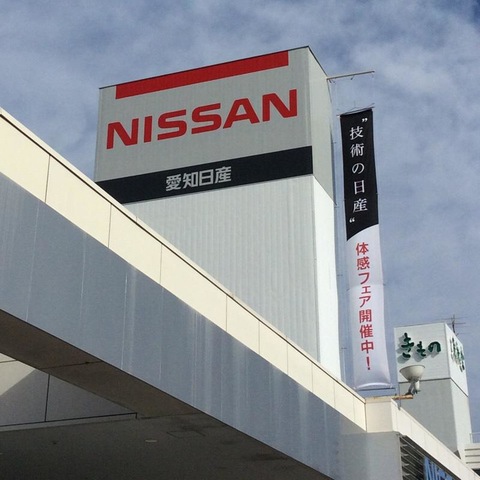 NISSAN
愛知日産
"技術の日産"
体感フェア開催中！
きもの